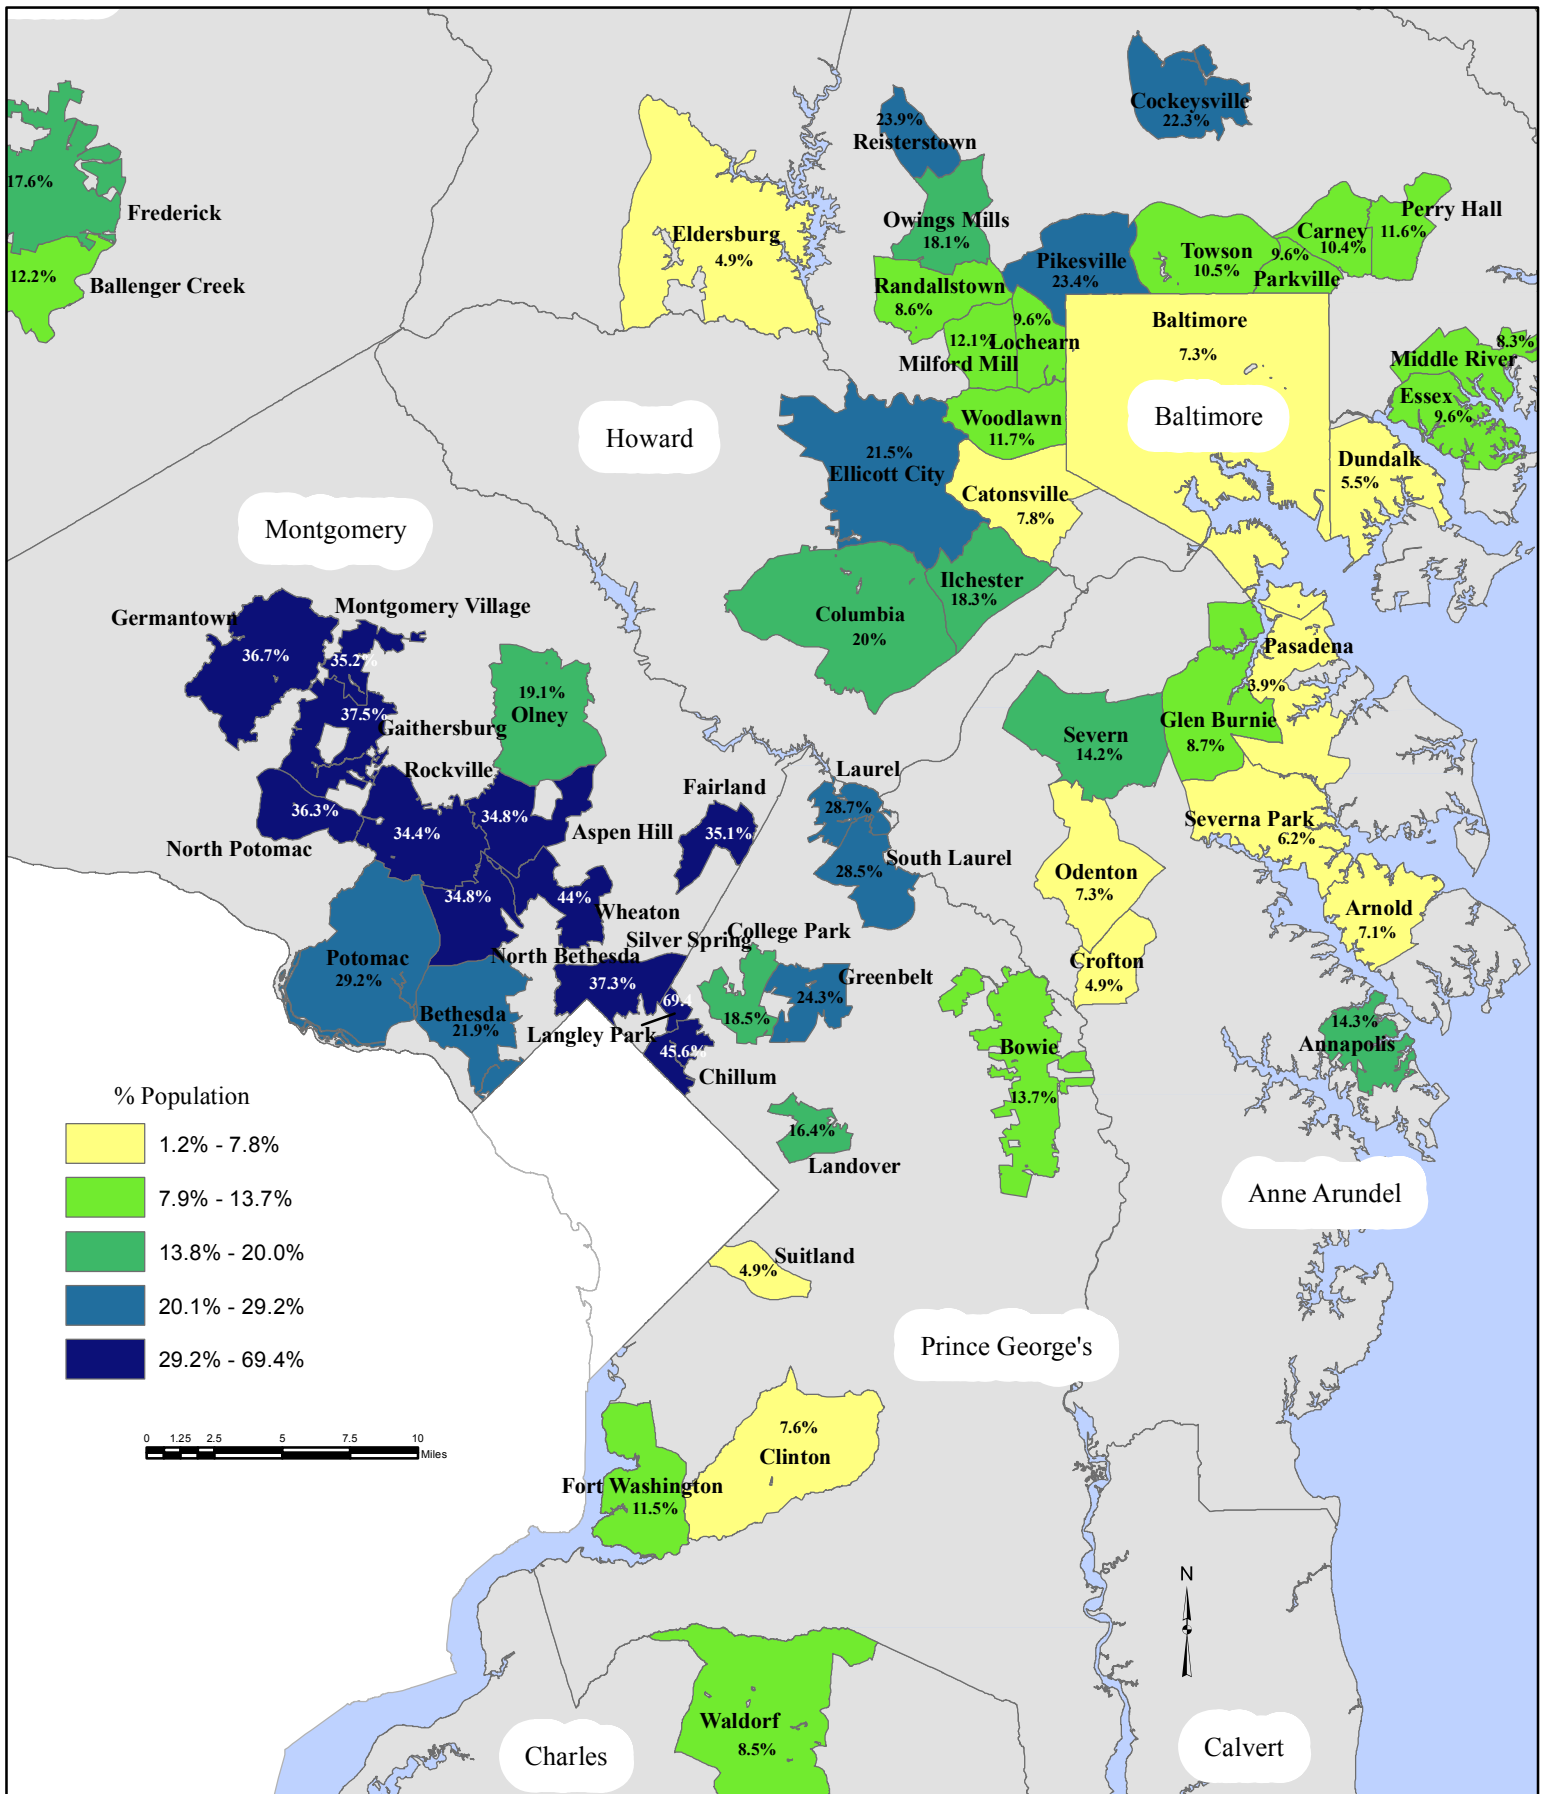 Cockeysville
22.3%
23.9%
Reisterstown
17.6%
Frederick
Owings Mills
18.1%
Perry Hall
11.6%
Carney
10.4%
Eldersburg
4.9%
Towson
10.5%
9.6%
Parkville
Pikesville
23.4%
12.2%
Ballenger Creek
Randallstown
8.6%
Baltimore
7.3%
9.6%
Lochearn
12.1%
Milford Mill
8.3%
Middle River
Essex
9.6%
Baltimore
Woodlawn
11.7%
Howard
21.5%
Ellicott City
Dundalk
5.5%
Catonsville
7.8%
Montgomery
Ilchester
18.3%
Columbia
20%
Germantown
36.7%
Montgomery Village
35.2%
Pasadena
3.9%
19.1%
Olney
37.5%
Gaithersburg
Glen Burnie
8.7%
Severn
14.2%
Rockville
34.4%
Laurel
28.7%
Fairland
35.1%
36.3%
North Potomac
34.8%
Aspen Hill
Severna Park
6.2%
South Laurel
28.5%
Odenton
7.3%
34.8%
North Bethesda
44%
Wheaton
Arnold
7.1%
Silver Spring
37.3%
College Park
18.5%
Potomac
29.2%
Crofton
4.9%
Greenbelt
24.3%
69.4
Langley Park
Bethesda
21.9%
14.3%
Annapolis
45.6%
Chillum
Bowie
13.7%
% Population
1.2% - 7.8%
7.9% - 13.7%
13.8% - 20.0%
20.1% - 29.2%
29.2% - 69.4%
16.4%
Landover
Anne Arundel
Suitland
4.9%
Prince George's
0 1.25 2.5 5 7.5 10
Miles
7.6%
Clinton
Fort Washington
11.5%
N
Waldorf
8.5%
Charles
Calvert